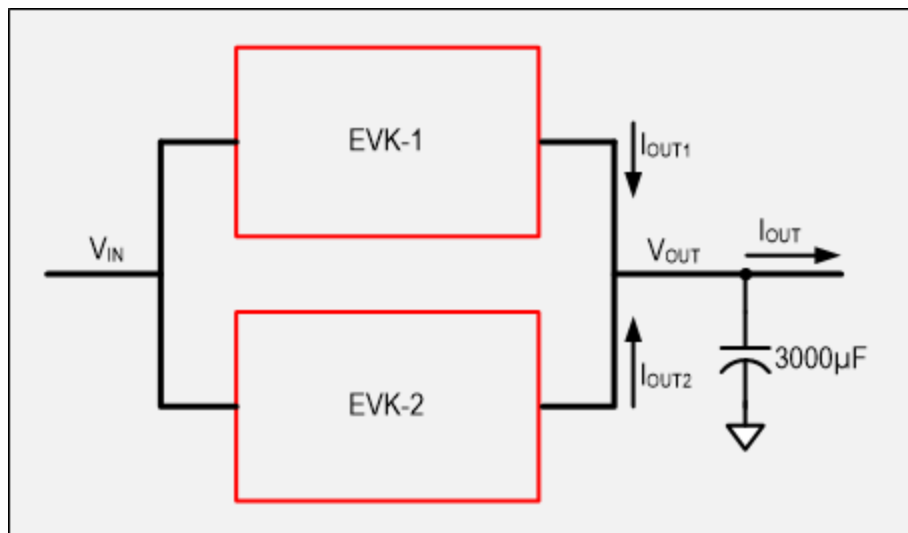 EVK-1
IOUT1
VIN
VOUT
IOUT
IOUT2
3000µF
EVK-2